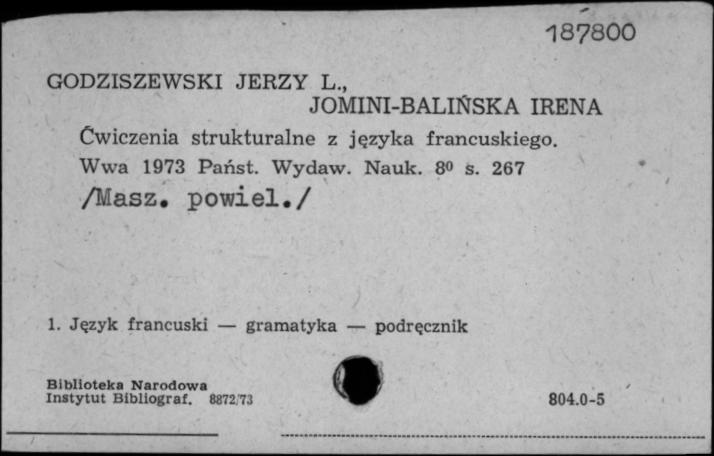 187800
GODZISZEWSKI JERZY L.,
JOMINI-BALIŃSKA IRENA
Ćwiczenia strukturalne z języka francuskiego.
Wwa 1973 Państ. Wydaw. Nauk. 8⁰ s. 267
/Masz. powiel./
1. Język francuski — gramatyka — podręcznik
Biblioteka Narodowa
Instytut Bibliograf. 8872/73
804.0-5